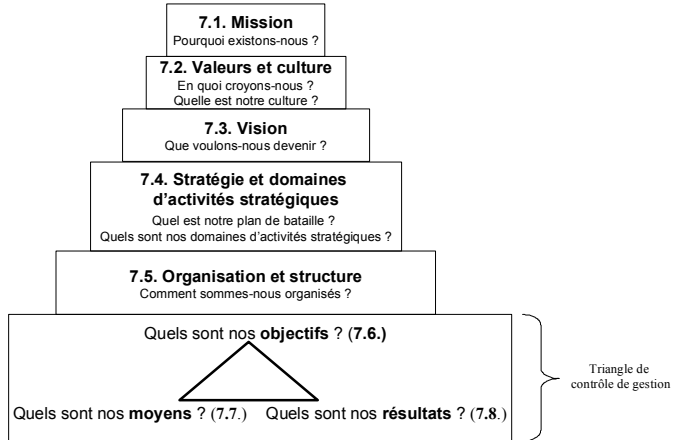 7.1. Mission
Pourquoi existons-nous ?
7.2. Valeurs et culture
En quoi croyons-nous ?
Quelle est notre culture ?
7.3. Vision
Que voulons-nous devenir ?
7.4. Stratégie et domaines
d'activités stratégiques
Quel est notre plan de bataille ?
Quels sont nos domaines d'activités stratégiques ?
7.5. Organisation et structure
Comment sommes-nous organisés ?
Quels sont nos objectifs ? (7.6.)
Quels sont nos moyens ? (7.7.) Quels sont nos résultats ? (7.8.)
Triangle de
contrôle de gestion